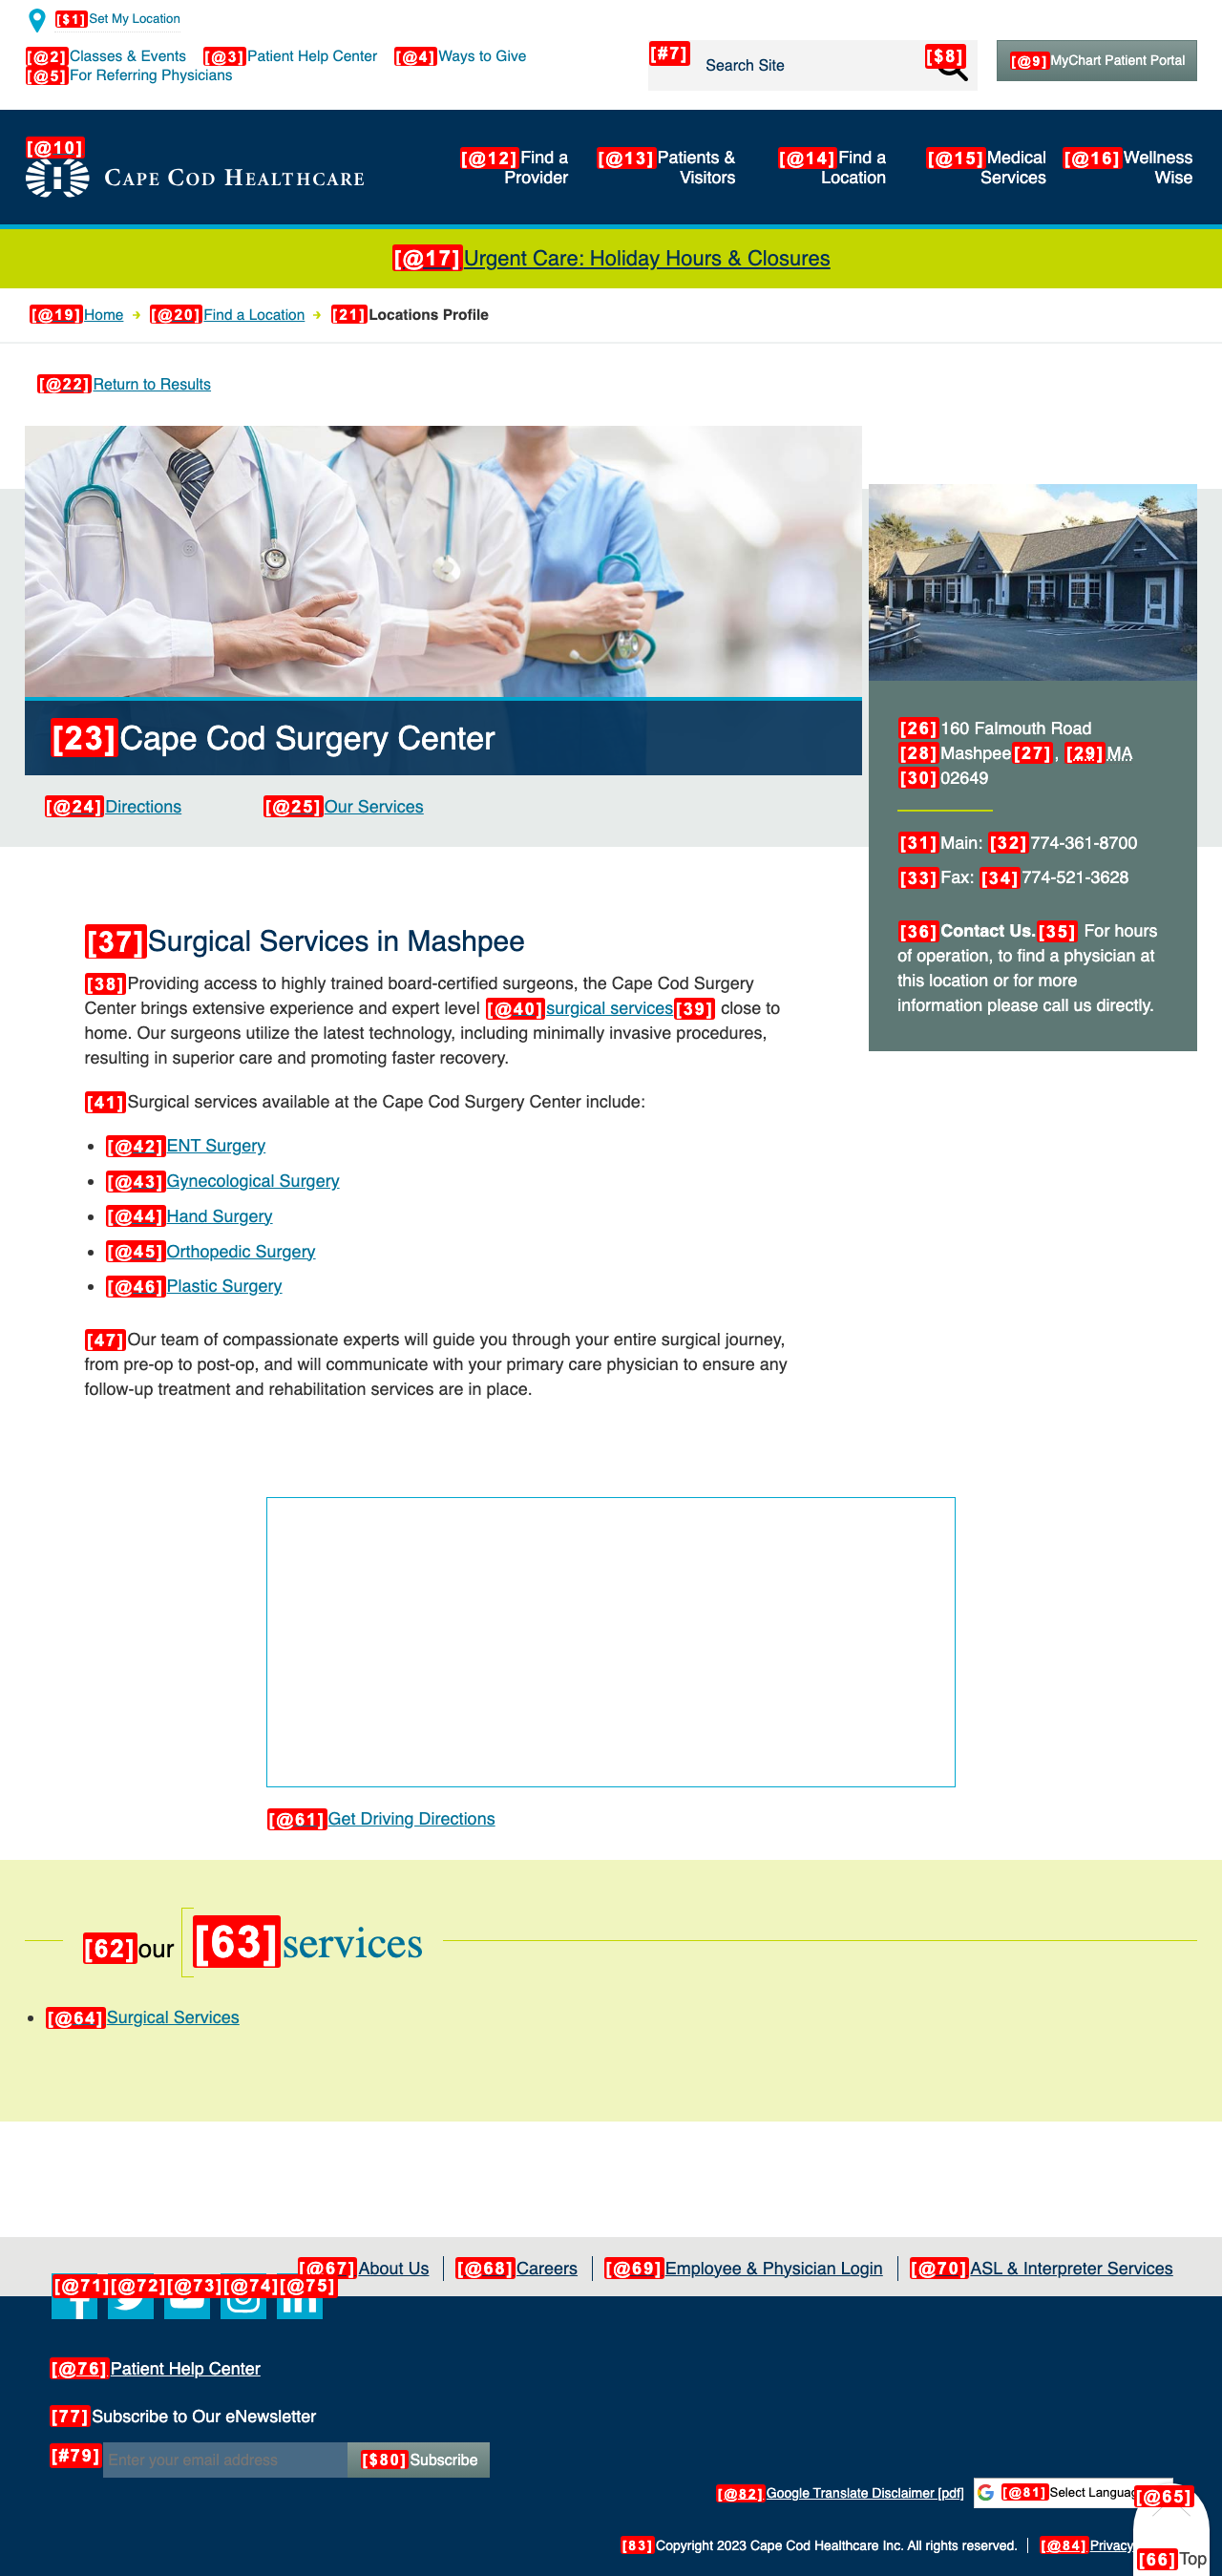 [$1]Set My Location
[@2]Classes & Events [@3]Patient Help Center [@4]Ways to Give
[@5]For Referring Physicians
[#7] Search Site [$8]
[@9]MyChart Patient Portal
[@10]
CAPE COD HEALTHCARE
[@12]Find a Provider
[@13]Patients & Visitors
[@14]Find a Location
[@15]Medical Services
[@16]Wellness Wise
[@17]Urgent Care: Holiday Hours & Closures
[@19]Home [@20]Find a Location [21]Locations Profile
[@22]Return to Results
[23]Cape Cod Surgery Center
[@24]Directions [@25]Our Services
[26]160 Falmouth Road
[28]Mashpee[27], [29]MA
[30]02649
[31]Main: [32]774-361-8700
[33]Fax: [34]774-521-3628
[36]Contact Us.[35] For hours
of operation, to find a physician at
this location or for more
information please call us directly.
[37]Surgical Services in Mashpee
[38]Providing access to highly trained board-certified surgeons, the Cape Cod Surgery
Center brings extensive experience and expert level [@40]surgical services[39] close to
home. Our surgeons utilize the latest technology, including minimally invasive procedures,
resulting in superior care and promoting faster recovery.
[41]Surgical services available at the Cape Cod Surgery Center include:
[@42]ENT Surgery
[@43]Gynecological Surgery
[@44]Hand Surgery
[@45]Orthopedic Surgery
[@46]Plastic Surgery
[47]Our team of compassionate experts will guide you through your entire surgical journey,
from pre-op to post-op, and will communicate with your primary care physician to ensure any
follow-up treatment and rehabilitation services are in place.
[@61]Get Driving Directions
[62]our [63]services
[@64]Surgical Services
[@67]About Us [@68]Careers [@69]Employee & Physician Login [@70]ASL & Interpreter Services
[@71][@72][@73][@74][@75]
[@76]Patient Help Center
[77]Subscribe to Our eNewsletter
[#79] Enter your email address [$80]Subscribe
[@82]Google Translate Disclaimer [pdf] [@81]Select Languag [@65]
[83]Copyright 2023 Cape Cod Healthcare Inc. All rights reserved. [@84]Privacy
[66]Top